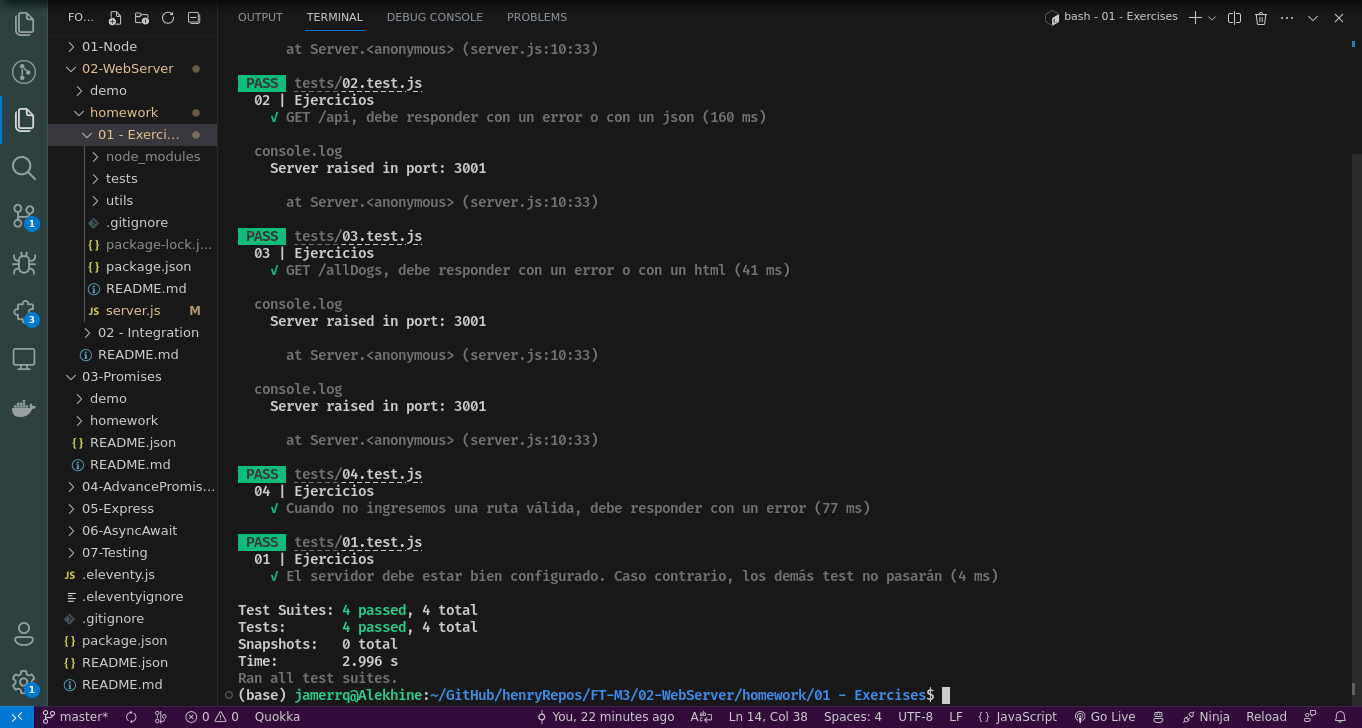 FO...
OUTPUT TERMINAL DEBUG CONSOLE PROBLEMS
bash - 01 - Exercises
01-Node
02-WebServer
demo
homework
01 - Exerci...
node_modules
tests
utils
.gitignore
package-lock.j...
package.json
README.md
JS server.js M
02 - Integration
README.md
03-Promises
demo
homework
README.json
README.md
04-AdvancePromis...
05-Express
06-AsyncAwait
07-Testing
JS .eleventy.js
.eleventyignore
.gitignore
package.json
README.json
README.md
1
3
1
at Server.<anonymous> (server.js:10:33)
PASS tests/02.test.js
02 | Ejercicios
√ GET /api, debe responder con un error o con un json (160 ms)
console.log
Server raised in port: 3001
at Server.<anonymous> (server.js:10:33)
PASS tests/03.test.js
03 | Ejercicios
√ GET /allDogs, debe responder con un error o con un html (41 ms)
console.log
Server raised in port: 3001
at Server.<anonymous> (server.js:10:33)
console.log
Server raised in port: 3001
at Server.<anonymous> (server.js:10:33)
PASS tests/04.test.js
04 | Ejercicios
√ Cuando no ingresemos una ruta válida, debe responder con un error (77 ms)
PASS tests/01.test.js
01 | Ejercicios
√ El servidor debe estar bien configurado. Caso contrario, los demás test no pasarán (4 ms)
Test Suites: 4 passed, 4 total
Tests: 4 passed, 4 total
Snapshots: 0 total
Time: 2.996 s
Ran all test suites.
(base) jamerrq@Alekhine:~/GitHub/henryRepos/FT-M3/02-WebServer/homework/01 - Exercises$
master* 0 0 Quokka You, 22 minutes ago Ln 14, Col 38 Spaces: 4 UTF-8 LF {} JavaScript Go Live Ninja Reload